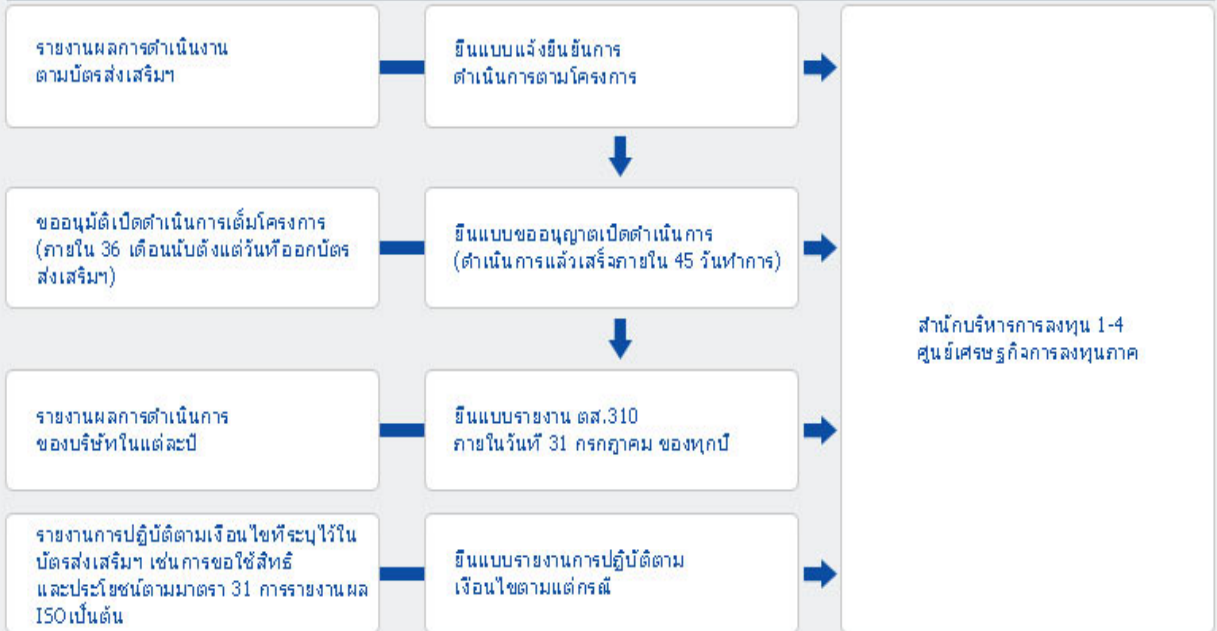 รายงานผลการดำเนินงาน
ตามบัตรส่งเสริมฯ
ยื่นแบบแจ้งยืนยันการ
ดำเนินการตามโครงการ
ขออนุมัติเปิดดำเนินการเต็มโครงการ
(ภายใน 36 เดือนนับตั้งแต่วันที่ออกบัตร
ส่งเสริมฯ)
ยื่นแบบขออนุญาตเปิดดำเนินการ
(ดำเนินการแล้วเสร็จภายใน 45 วันทำการ)
รายงานผลการดำเนินการ
ของบริษัทในแต่ละปี
ยื่นแบบรายงาน ตส.310
ภายในวันที่ 31 กรกฎาคม ของทุกปี
รายงานการปฏิบัติตามเงื่อนไขที่ระบุไว้ใน
บัตรส่งเสริมฯ เช่นการขอใช้สิทธิ์
และประโยชน์ตามมาตรา 31 การรายงานผล
ISO เป็นต้น
ยื่นแบบรายงานการปฏิบัติตาม
เงื่อนไขตามแต่กรณี
สำนักบริหารการลงทุน 1-4
ศูนย์เศรษฐกิจการลงทุนภาค